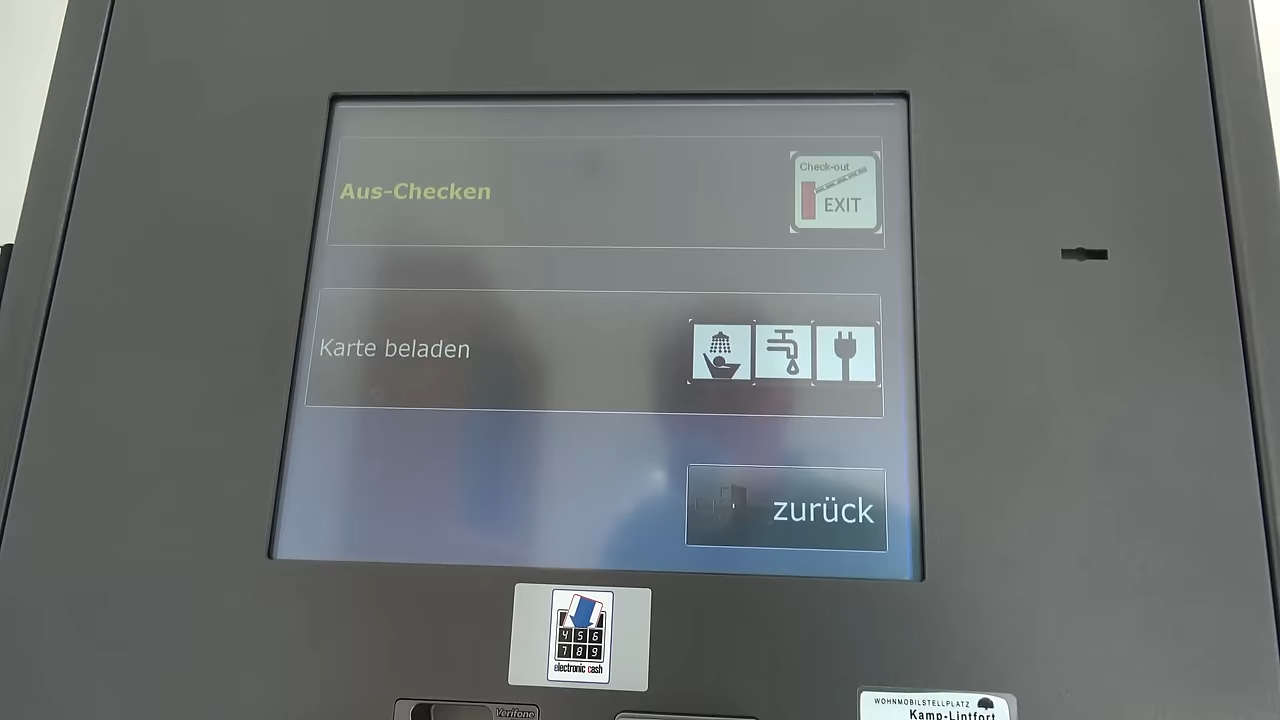 Check-out
Aus-Checken
EXIT
Karte beladen
zurück
4 5 6
7 8 9
electronic cash
Verifone
WOHNMOBILSTELLPLATZ
Kamp-Lintfort